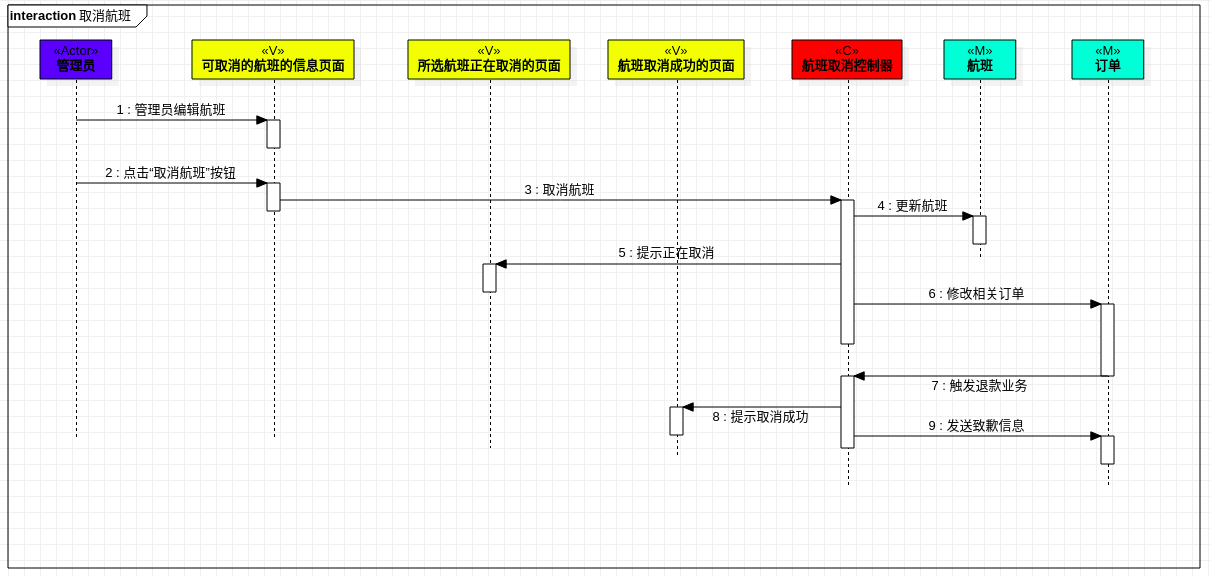 interaction 取消航班
«Actor»
管理员
«V»
可取消的航班的信息页面
«V»
所选航班正在取消的页面
«V»
航班取消成功的页面
«C»
航班取消控制器
«M»
航班
«M»
订单
1 : 管理员编辑航班
2 : 点击“取消航班”按钮
3 : 取消航班
4 : 更新航班
5 : 提示正在取消
6 : 修改相关订单
7 : 触发退款业务
8 : 提示取消成功
9 : 发送致歉信息